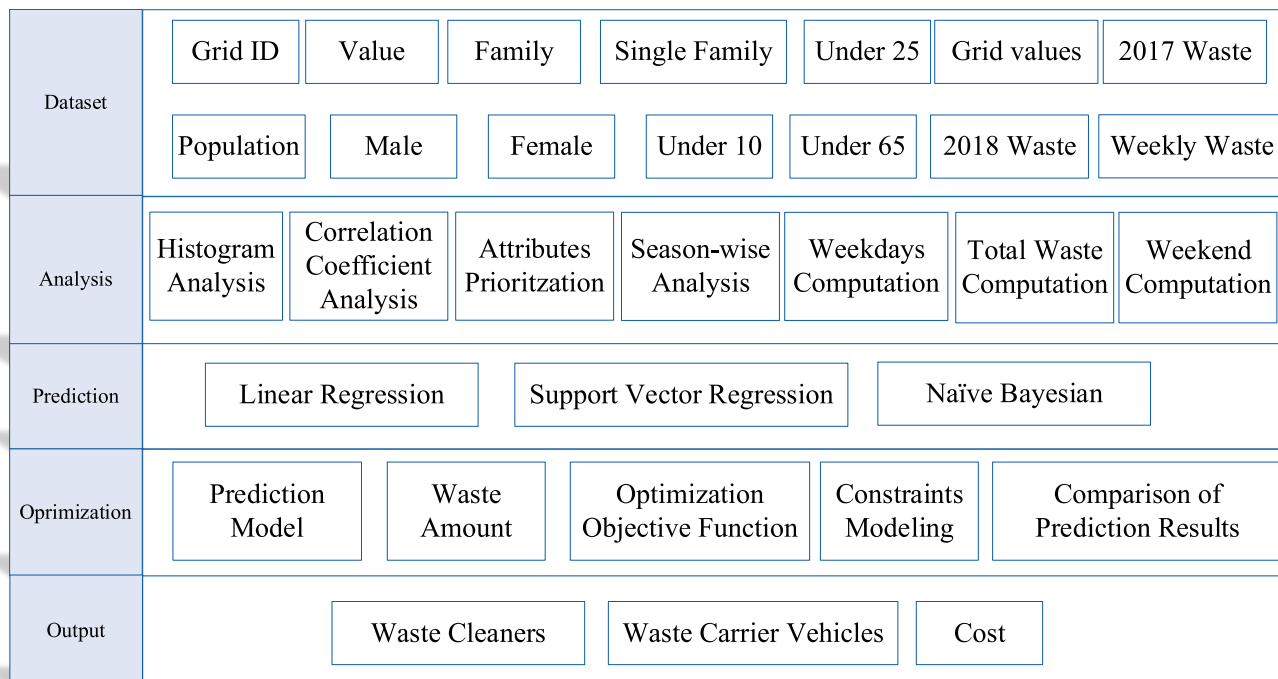 Dataset
Grid ID
Value
Family
Single Family
Under 25
Grid values
2017 Waste
Population
Male
Female
Under 10
Under 65
2018 Waste
Weekly Waste
Analysis
Histogram
Analysis
Correlation
Coefficient
Analysis
Attributes
Prioritzation
Season-wise
Analysis
Weekdays
Computation
Total Waste
Computation
Weekend
Computation
Prediction
Linear Regression
Support Vector Regression
Naïve Bayesian
Oprimization
Prediction
Model
Waste
Amount
Optimization
Objective Function
Constraints
Modeling
Comparison of
Prediction Results
Output
Waste Cleaners
Waste Carrier Vehicles
Cost